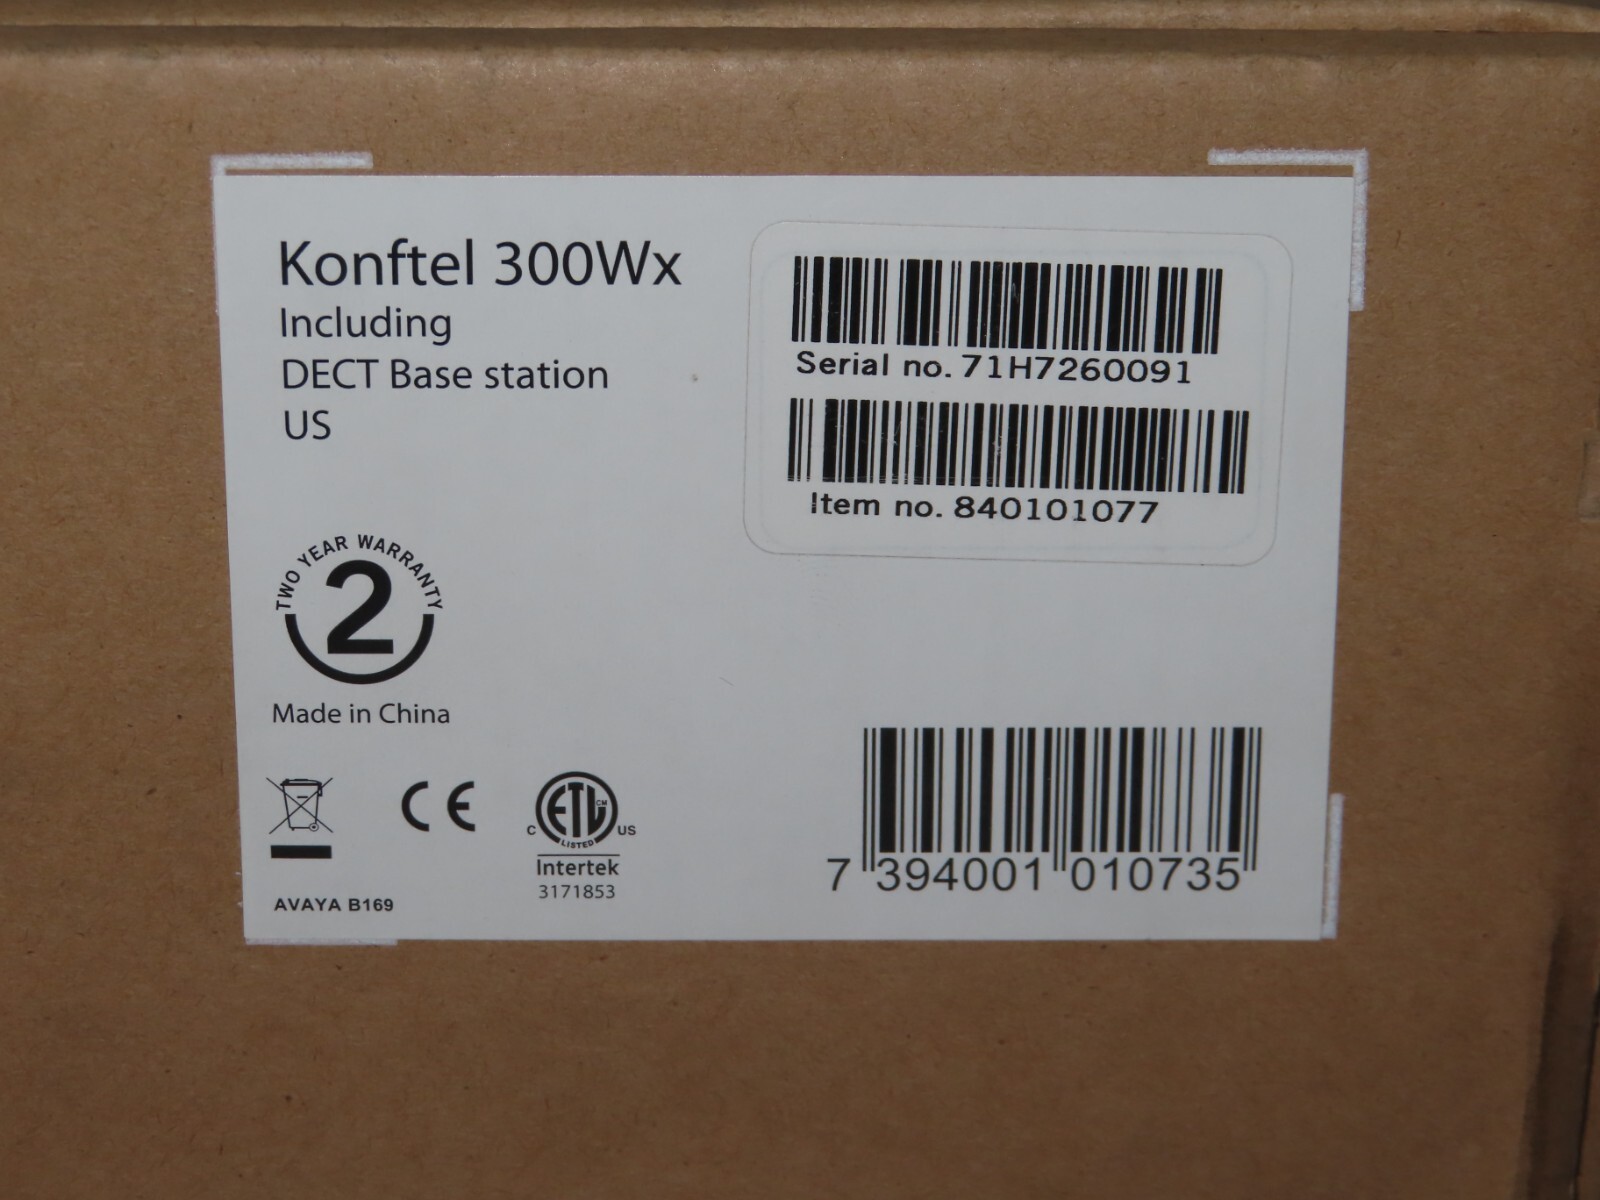 Konftel 300Wx
Including
DECT Base station
US
Serial no. 71H7260091
Item no. 840101077
TWO YEAR WARRANTY
2
Made in China
CE
ETL CM
C US
LISTED
Intertek
3171853
AVAYA B169
7 394001 010735